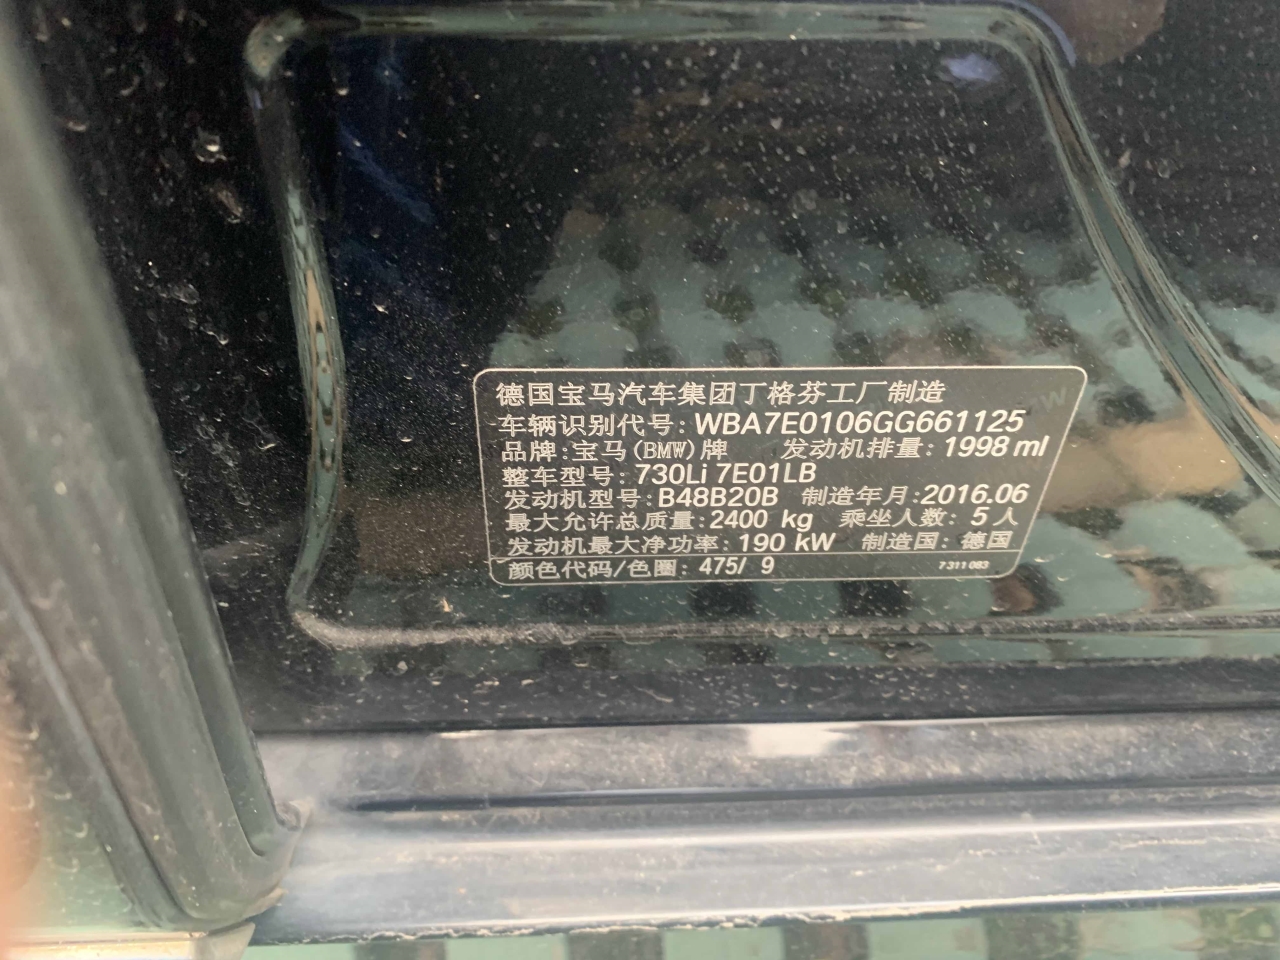 德国宝马汽车集团丁格芬工厂制造
车辆识别代号: WBA7E0106GG661125
品牌:宝马(BMW)牌 发动机排量: 1998 ml
整车型号: 730Li 7E01LB
发动机型号: B48B20B 制造年月:2016.06
最大允许总质量:2400 kg 乘坐人数: 5人
发动机最大净功率: 190 kW 制造国: 德国
颜色代码/色圈: 475/ 9 7 311 083